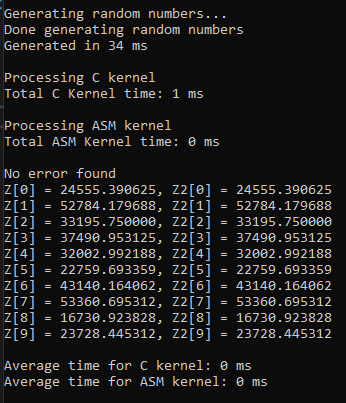 Generating random numbers...
Done generating random numbers
Generated in 34 ms
Processing C kernel
Total C Kernel time: 1 ms
Processing ASM kernel
Total ASM Kernel time: 0 ms
No error found
Z[0] = 24555.390625, Z2[0] = 24555.390625
Z[1] = 52784.179688, Z2[1] = 52784.179688
Z[2] = 33195.750000, Z2[2] = 33195.750000
Z[3] = 37490.953125, Z2[3] = 37490.953125
Z[4] = 32002.992188, Z2[4] = 32002.992188
Z[5] = 22759.693359, Z2[5] = 22759.693359
Z[6] = 43140.164062, Z2[6] = 43140.164062
Z[7] = 53360.695312, Z2[7] = 53360.695312
Z[8] = 16730.923828, Z2[8] = 16730.923828
Z[9] = 23728.445312, Z2[9] = 23728.445312
Average time for C kernel: 0 ms
Average time for ASM kernel: 0 ms